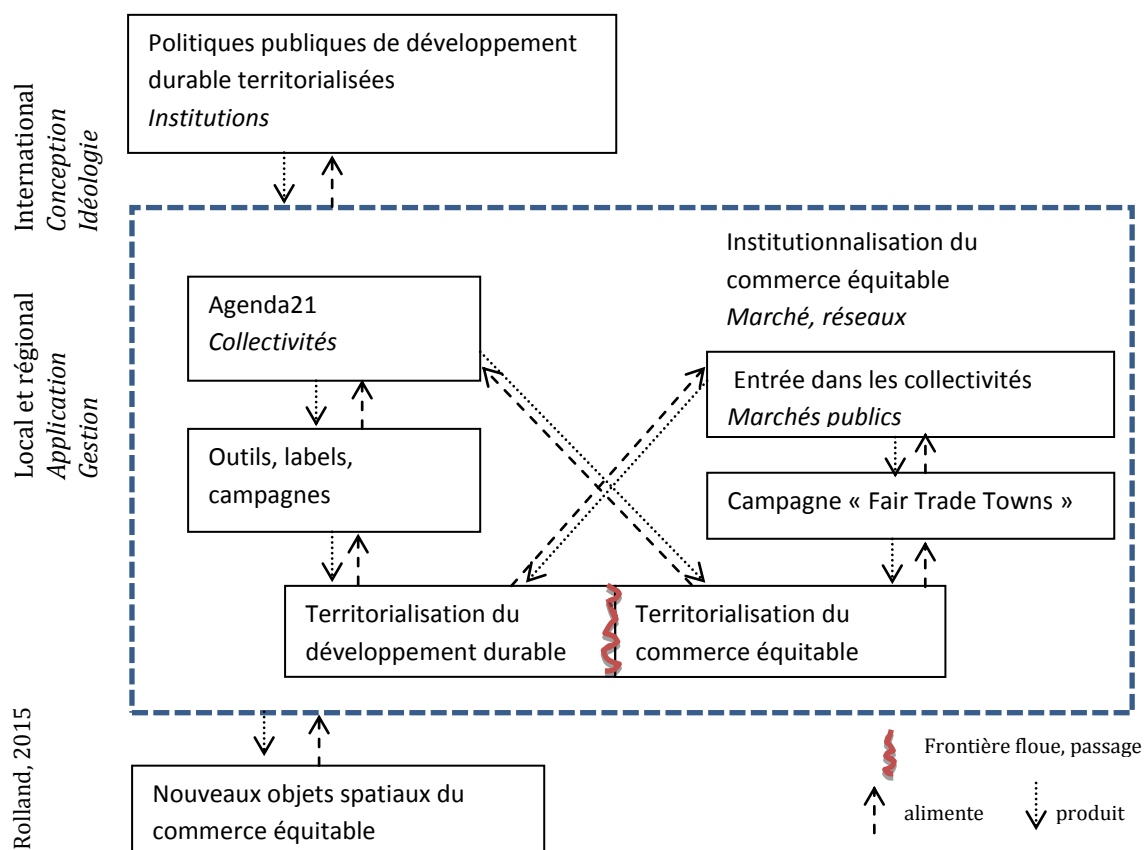 Politiques publiques de développement
durable territorialisées
Institutions
International
Conception
Idéologie
Institutionnalisation du
commerce équitable
Marché, réseaux
Agenda21
Collectivités
Entrée dans les collectivités
Marchés publics
Local et régional
Application
Gestion
Outils, labels,
campagnes
Campagne « Fair Trade Towns »
Territorialisation du
développement durable
Territorialisation du
commerce équitable
Rolland, 2015
Nouveaux objets spatiaux du
commerce équitable
Frontière floue, passage
alimente
produit